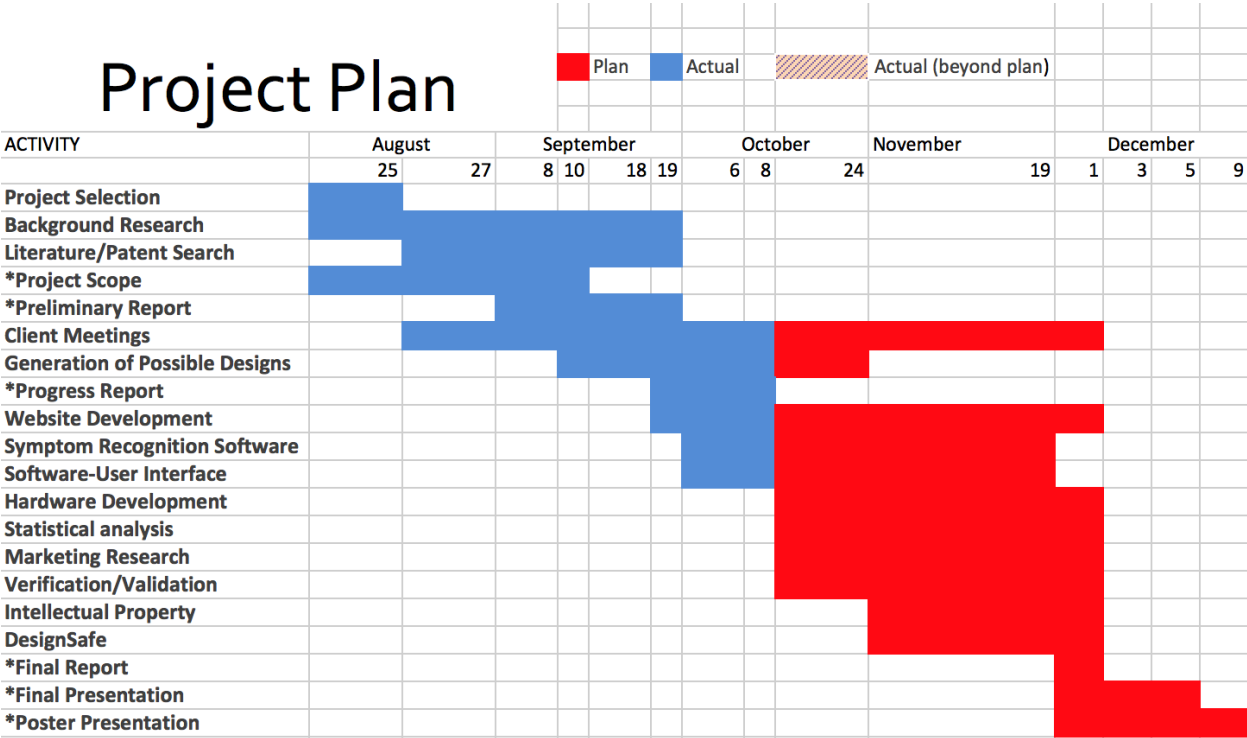 Project Plan
Plan Actual Actual (beyond plan)
ACTIVITY August September October November December
25 27 8 10 18 19 6 8 24 19 1 3 5 9
Project Selection
Background Research
Literature/Patent Search
*Project Scope
*Preliminary Report
Client Meetings
Generation of Possible Designs
*Progress Report
Website Development
Symptom Recognition Software
Software-User Interface
Hardware Development
Statistical analysis
Marketing Research
Verification/Validation
Intellectual Property
DesignSafe
*Final Report
*Final Presentation
*Poster Presentation